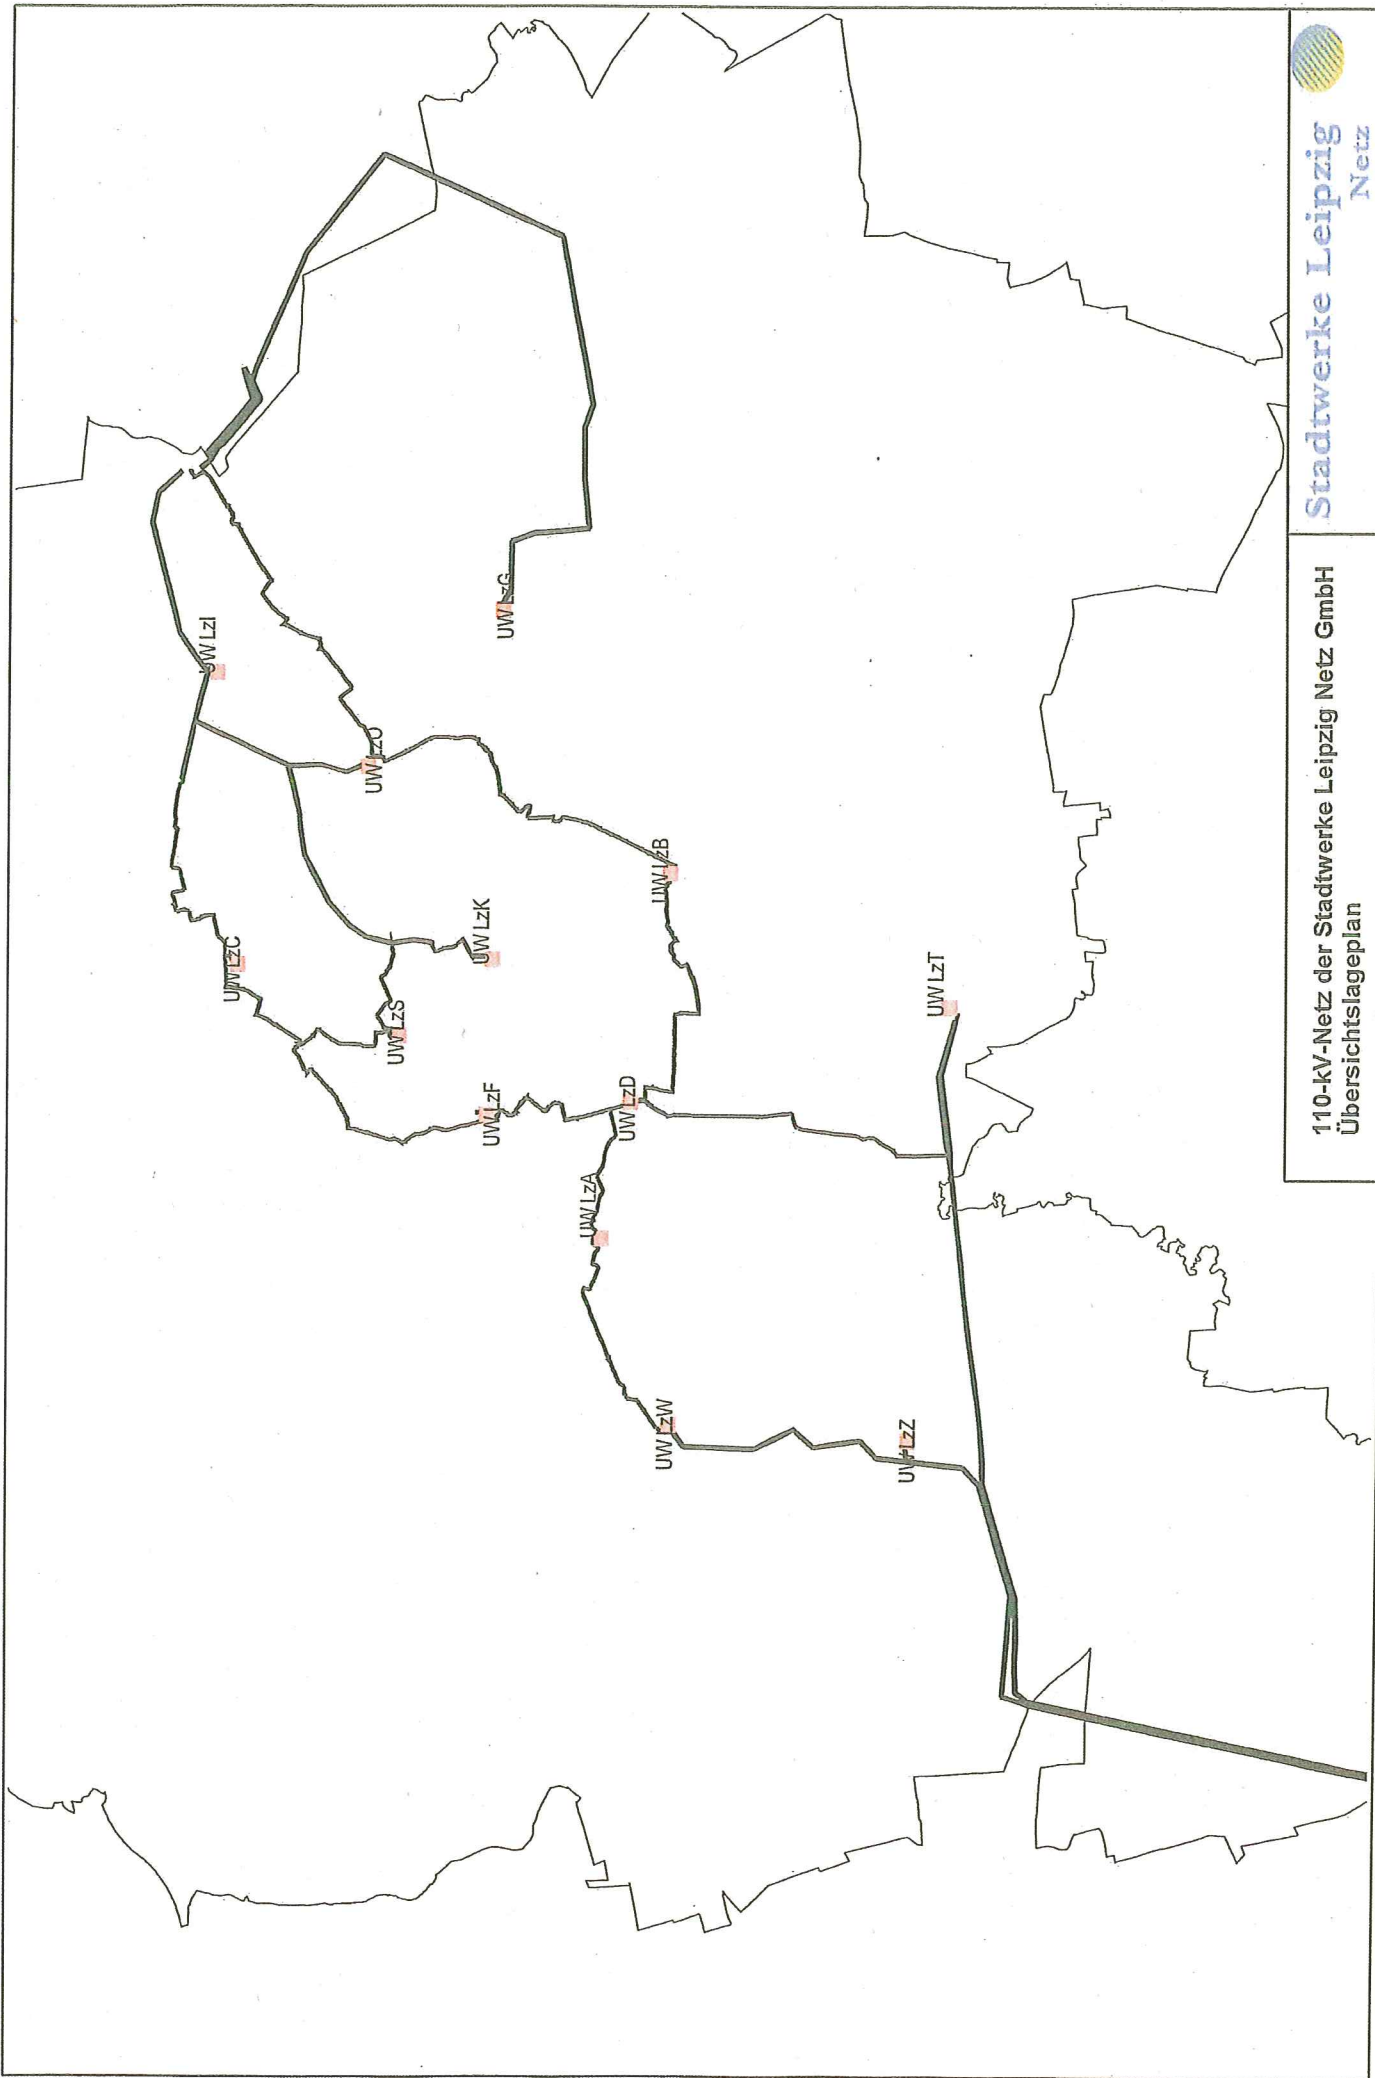 Stadtwerke Leipzig
Netz
110-kV-Netz der Stadtwerke Leipzig Netz GmbH
Übersichtslageplan
UW LzI
UW LzG
UW LzO
UW LzB
UW LzC
UW LzK
UW LzS
UW LzT
UW LzF
UW LzD
UW LzA
UW LzW
UW LzZ